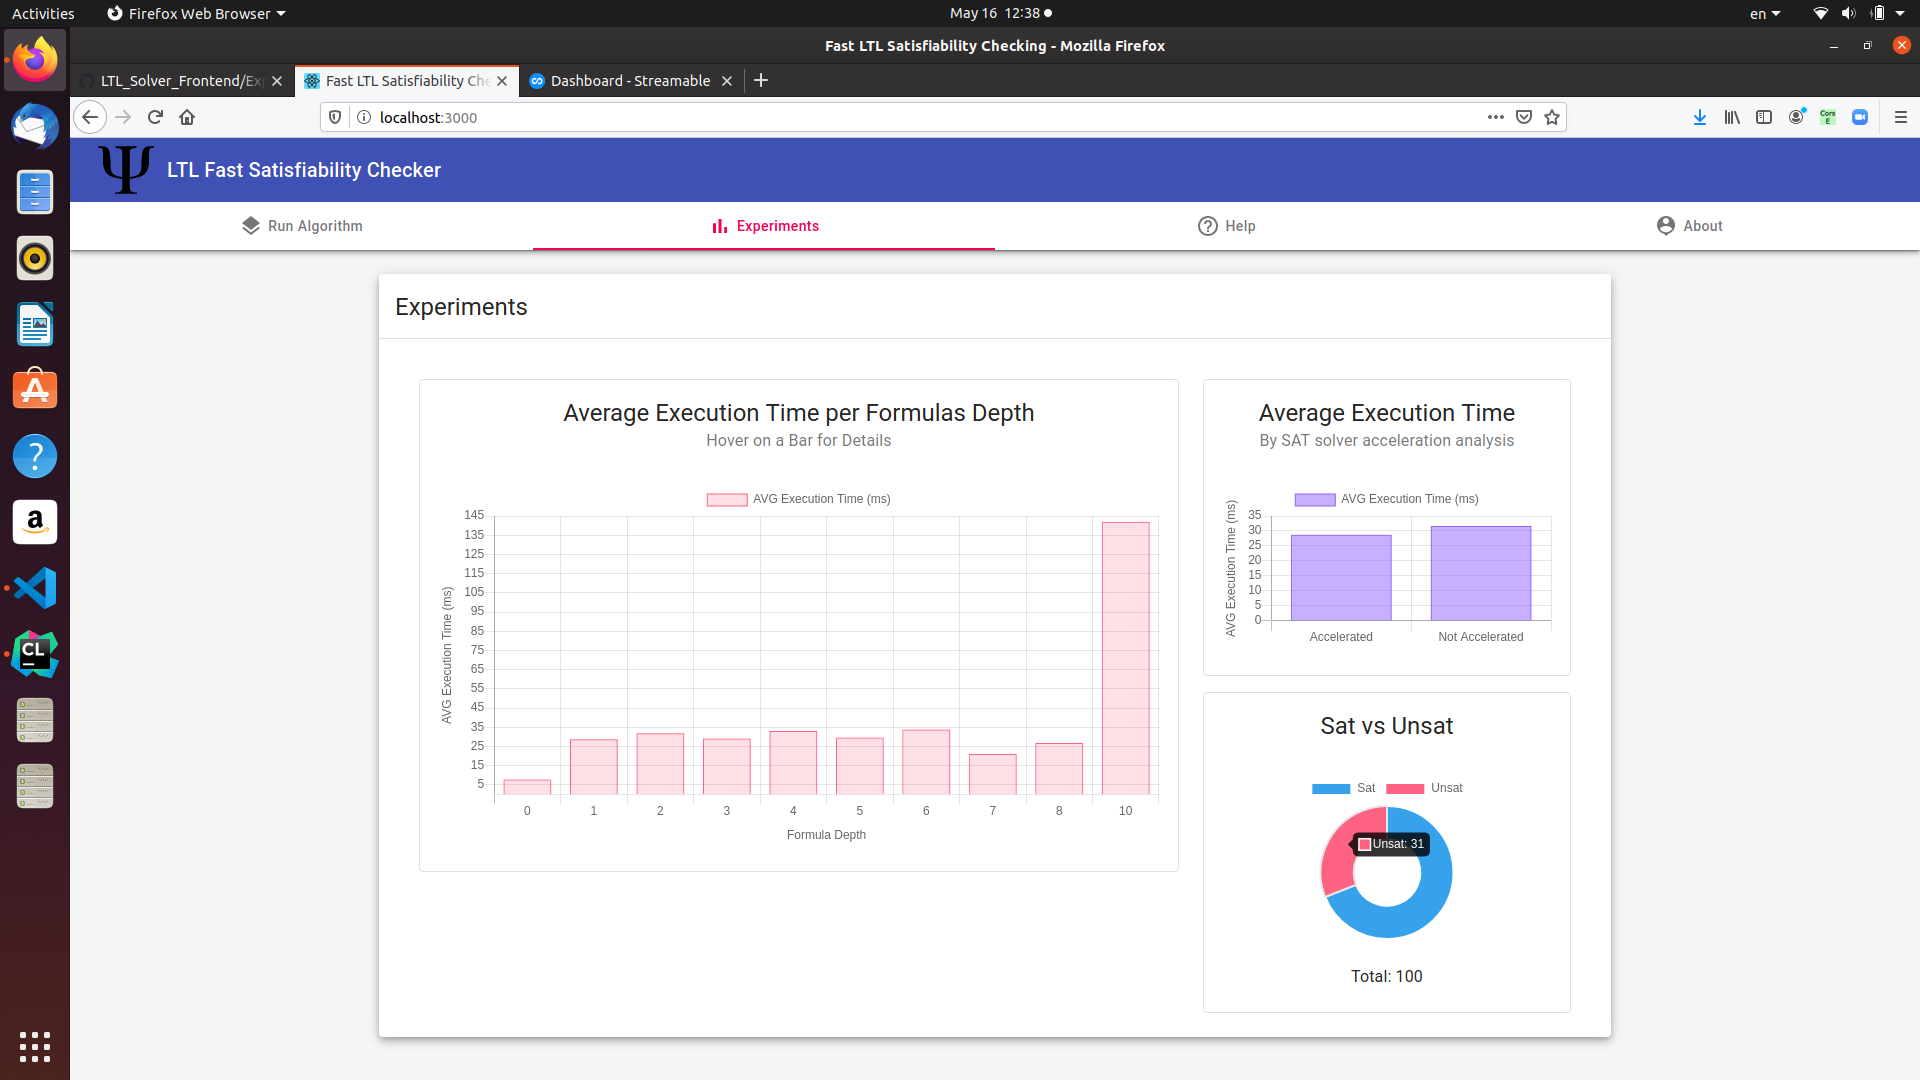 Activities
Firefox Web Browser
May 16 12:38
en
Fast LTL Satisfiability Checking - Mozilla Firefox
LTL_Solver_Frontend/Ex
Fast LTL Satisfiability Che
Dashboard - Streamable
localhost:3000
Cors
E
Ψ
LTL Fast Satisfiability Checker
Run Algorithm
Experiments
Help
About
Experiments
Average Execution Time per Formulas Depth
Hover on a Bar for Details
AVG Execution Time (ms)
AVG Execution Time (ms)
145
135
125
115
105
95
85
75
65
55
45
35
25
15
5
0 1 2 3 4 5 6 7 8 10
Formula Depth
Average Execution Time
By SAT solver acceleration analysis
AVG Execution Time (ms)
AVG Execution Time (ms)
35
30
25
20
15
10
5
0
Accelerated Not Accelerated
Sat vs Unsat
Sat Unsat
Unsat: 31
Total: 100
A
?
a
CL